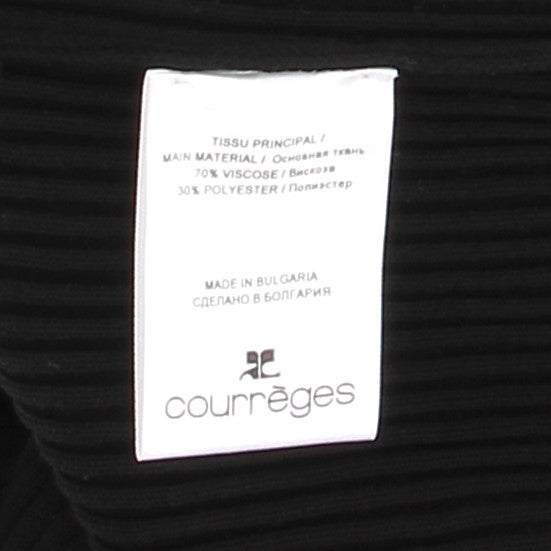 TISSU PRINCIPAL /
MAIN MATERIAL / Основная ткань
70% VISCOSE / Вискоза
30% POLYESTER / Полиэстер
MADE IN BULGARIA
СДЕЛАНО В БОЛГАРИЯ
courrèges